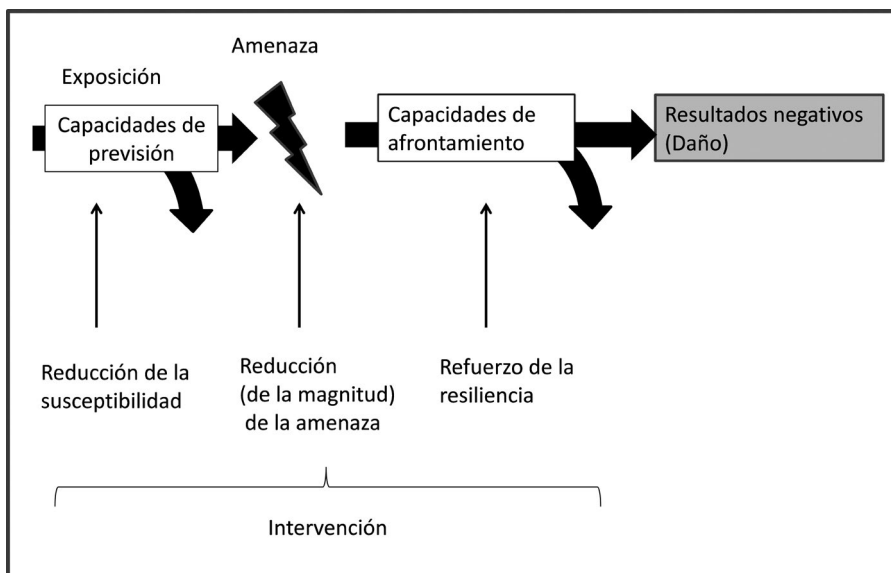 Amenaza
Exposición
Capacidades de
previsión
Capacidades de
afrontamiento
Resultados negativos
(Daño)
Reducción de la
susceptibilidad
Reducción
(de la magnitud)
de la amenaza
Refuerzo de la
resiliencia
Intervención